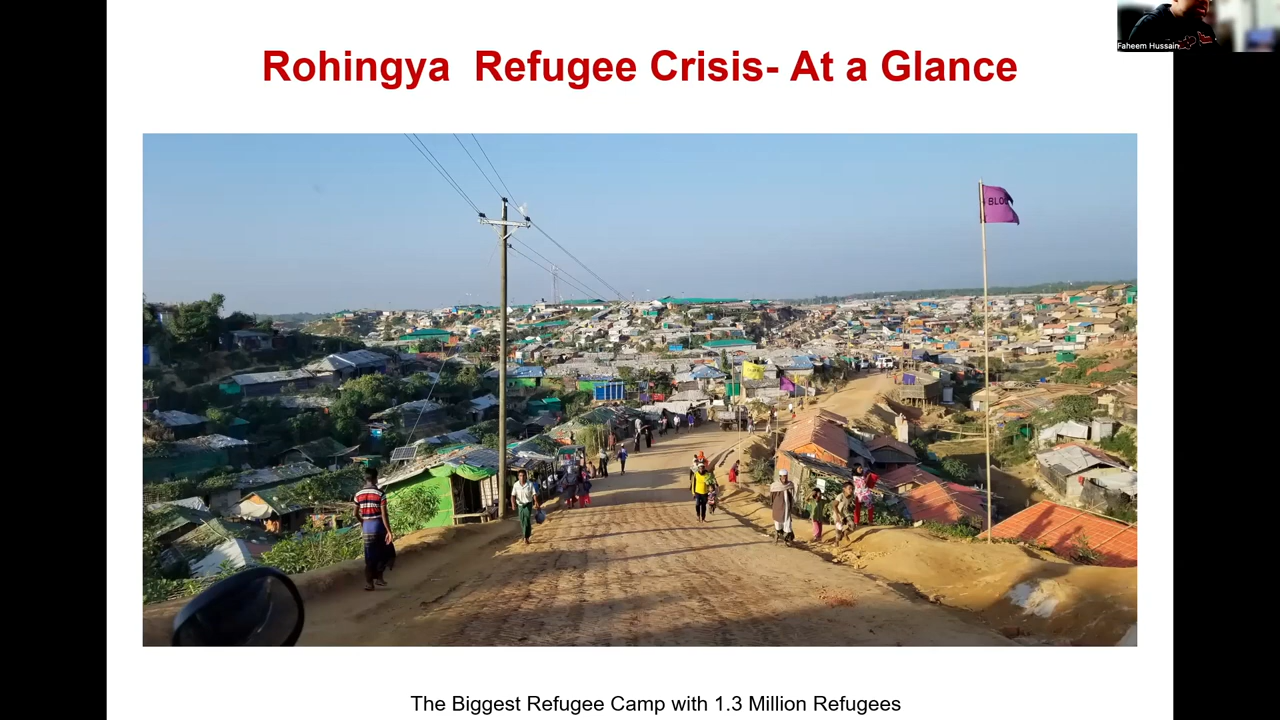 Faheem Hussain
Rohingya  Refugee Crisis- At a Glance
The Biggest Refugee Camp with 1.3 Million Refugees